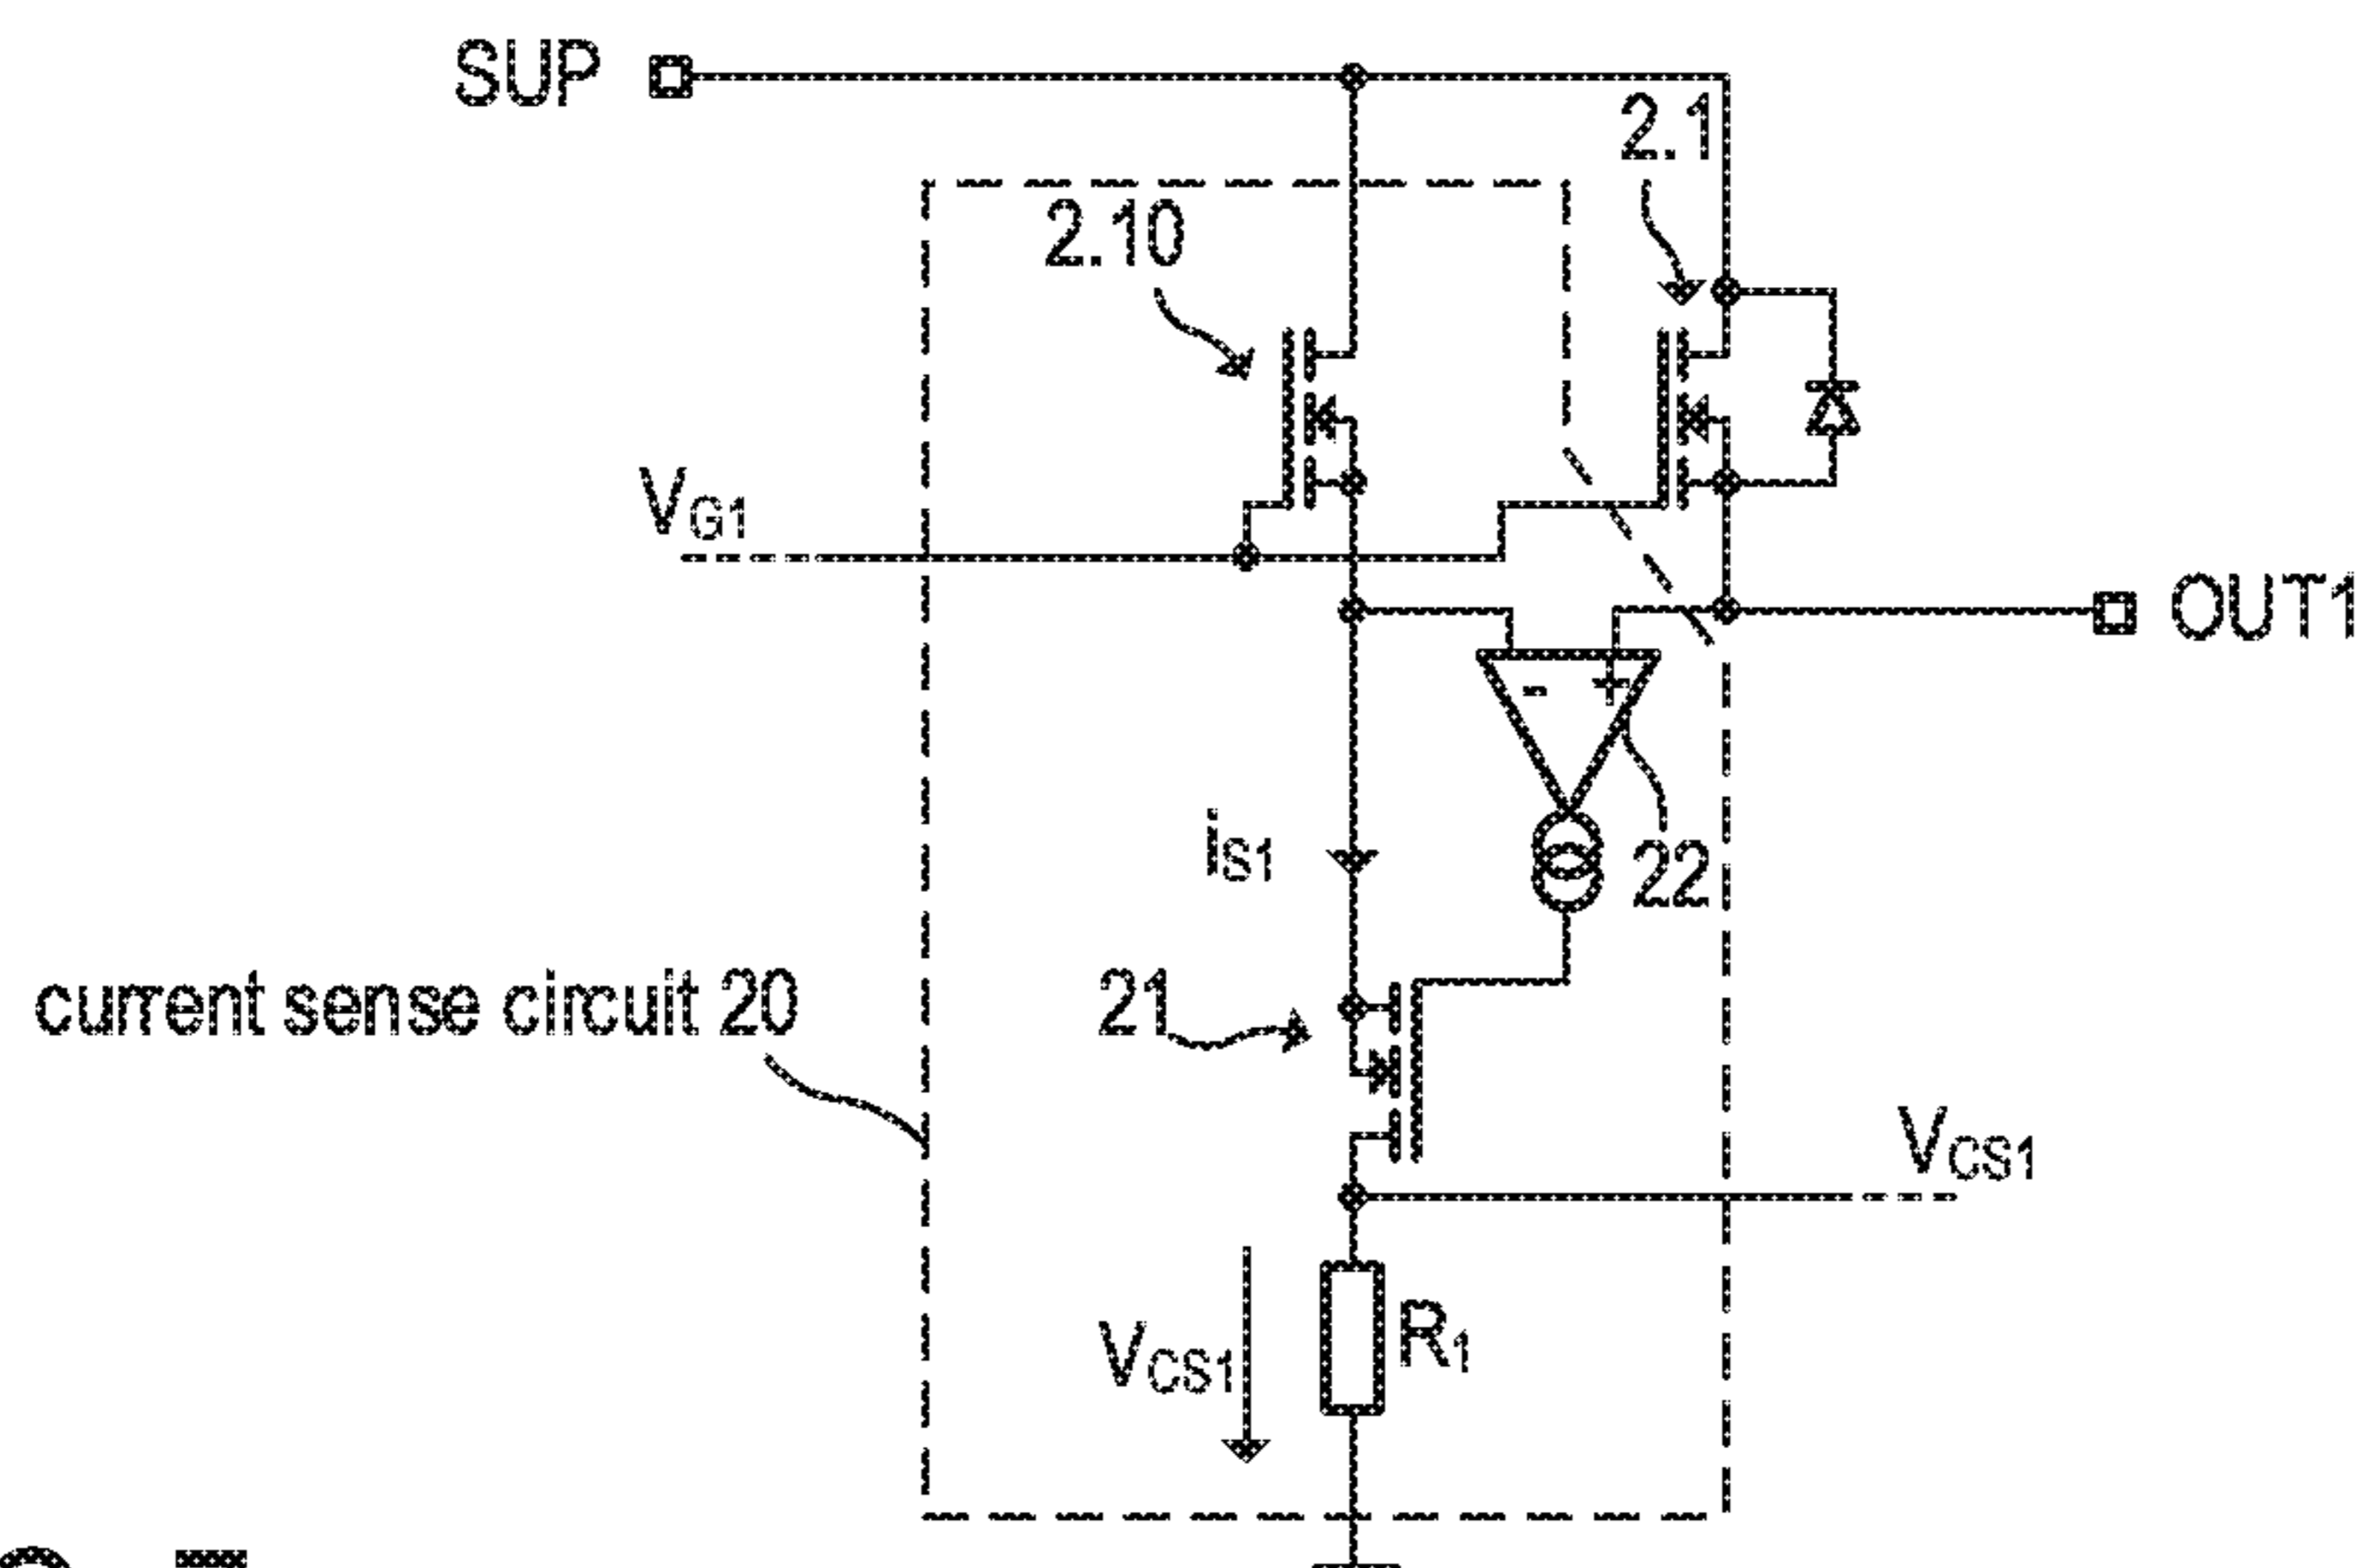 SUP
2.1
2.10
VG1
OUT1
- +
iS1
22
current sense circuit 20
21
VCS1
VCS1
R1